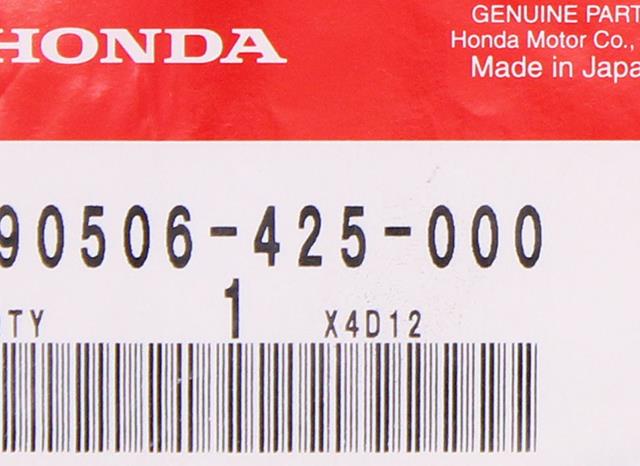 HONDA
GENUINE PART
Honda Motor Co.,
Made in Japa
90506-425-000
TY 1 X4D12